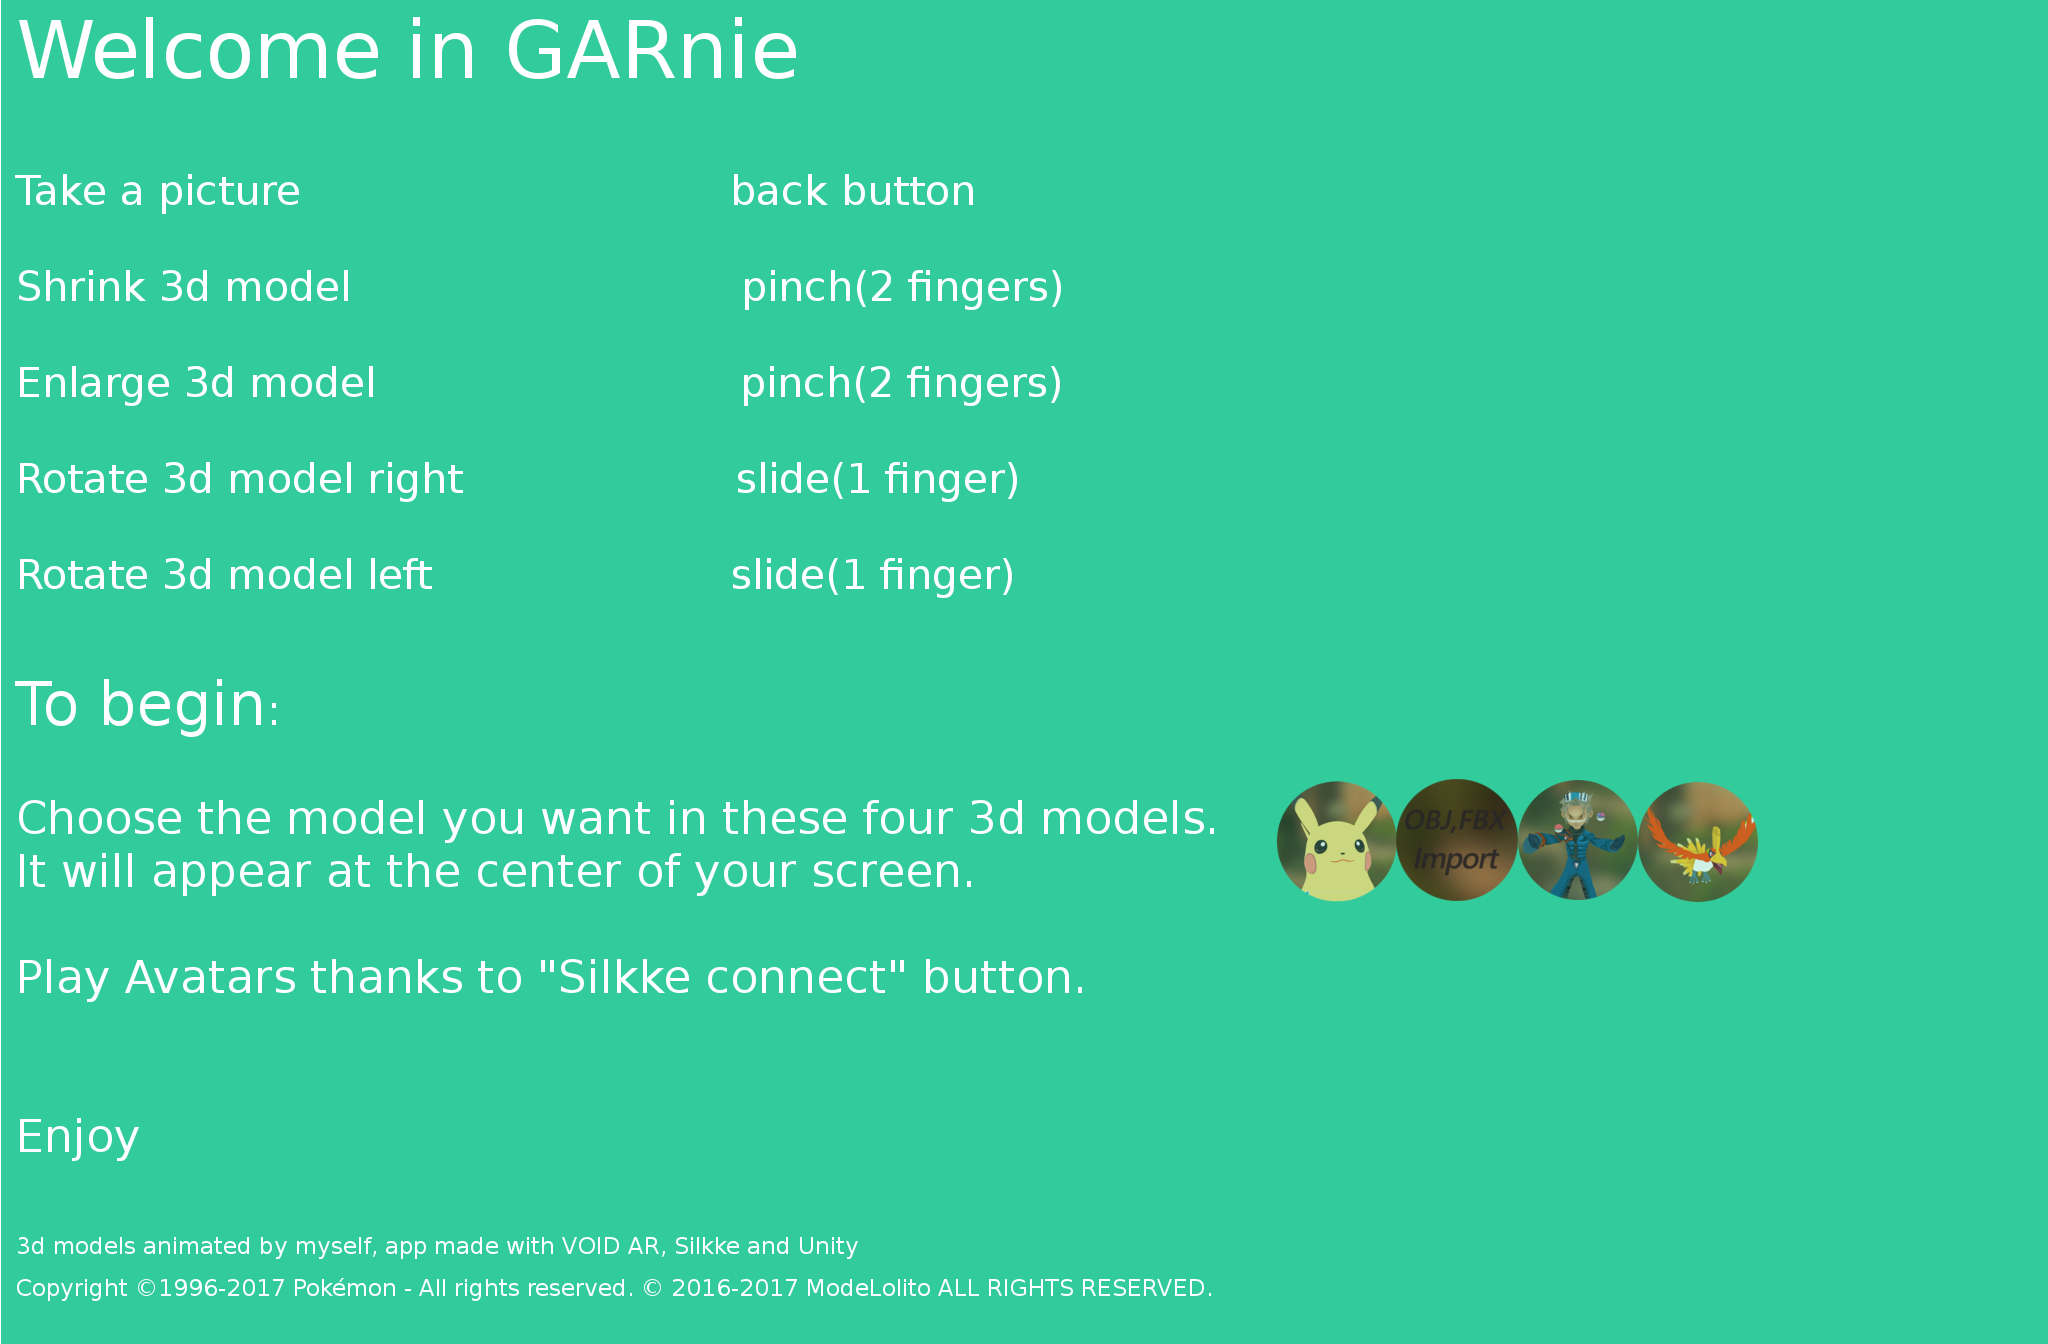 Welcome in GARnie
Take a picture back button
Shrink 3d model pinch(2 fingers)
Enlarge 3d model pinch(2 fingers)
Rotate 3d model right slide(1 finger)
Rotate 3d model left slide(1 finger)
To begin:
Choose the model you want in these four 3d models.
It will appear at the center of your screen.
OBJ,FBX
Import
Play Avatars thanks to "Silkke connect" button.
Enjoy
3d models animated by myself, app made with VOID AR, Silkke and Unity
Copyright ©1996-2017 Pokémon - All rights reserved. © 2016-2017 ModeLolito ALL RIGHTS RESERVED.